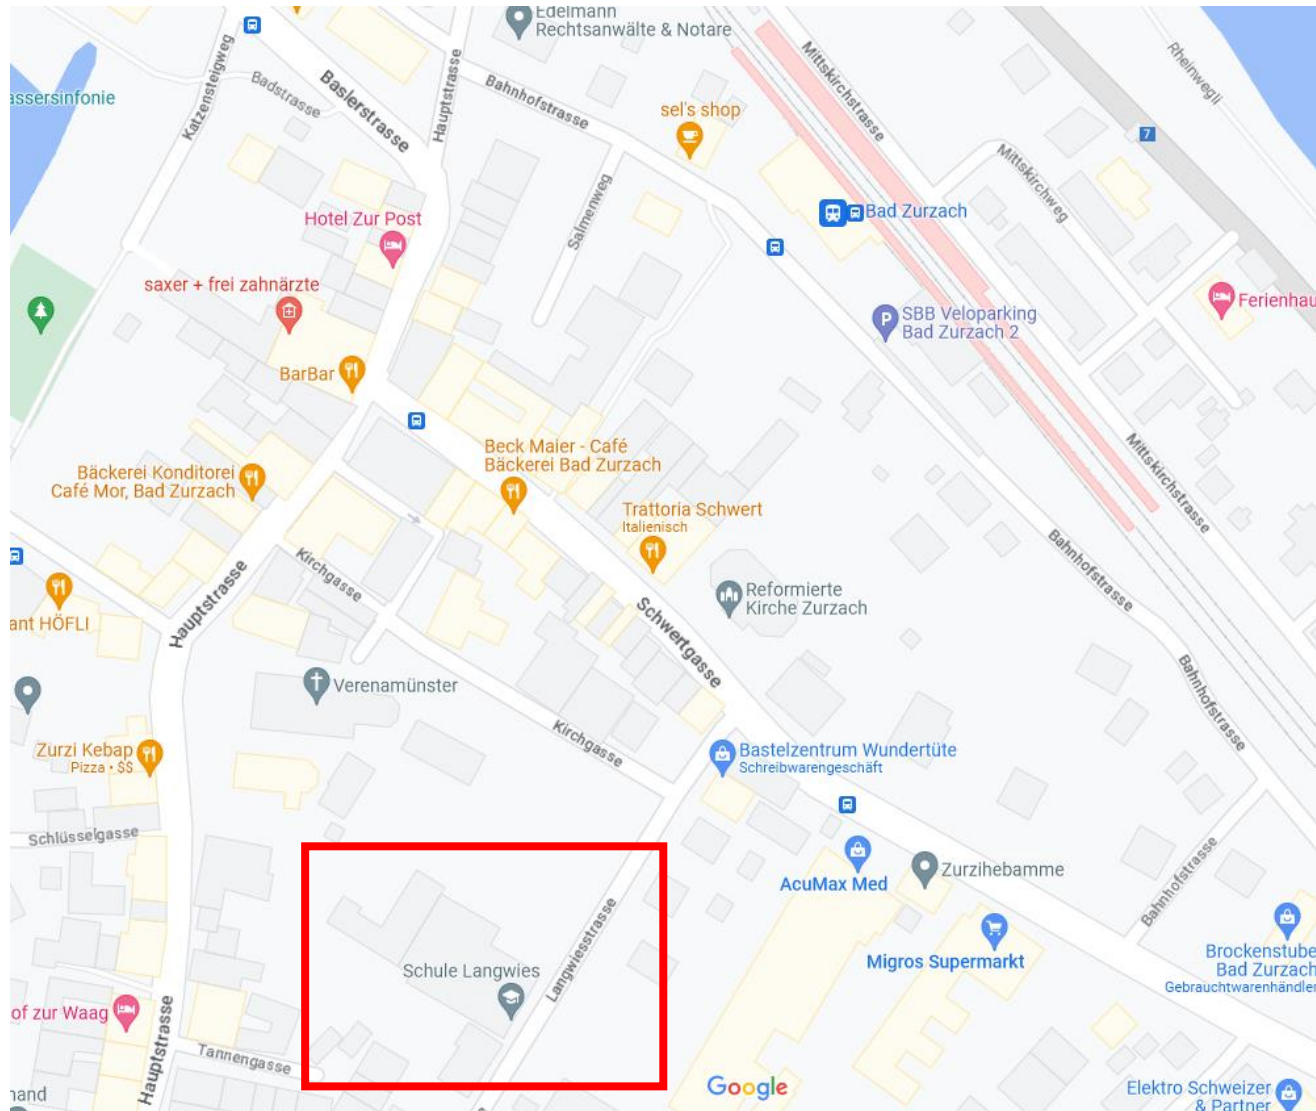 Edelmann
Rechtsanwälte & Notare
assersinfonie
Katzensteigweg
Badstrasse
Baslerstrasse
Hauptstrasse
Bahnhofstrasse
sel's shop
Mittskirchstrasse
Rheinwegli
7
Mittskirchweg
Bad Zurzach
Hotel Zur Post
Salmenweg
saxer + frei zahnärzte
P
SBB Veloparking
Bad Zurzach 2
Ferienhau
BarBar
Beck Maier - Café
Bäckerei Bad Zurzach
Bäckerei Konditorei
Café Mor, Bad Zurzach
Mittskirchstrasse
Trattoria Schwert
Italienisch
Kirchgasse
Bahnhofstrasse
Reformierte
Kirche Zurzach
ant HÖFLI
Hauptstrasse
Schwertgasse
Verenamünster
Bahnhofstrasse
Kirchgasse
Zurzi Kebap
Pizza • $$
Bastelzentrum Wundertüte
Schreibwarengeschäft
Schlüsselgasse
AcuMax Med
Zurzihebamme
Bahnhofstrasse
Langwiesstrasse
Schule Langwies
Migros Supermarkt
Brockenstube
Bad Zurzach
Gebrauchtwarenhändler
of zur Waag
Hauptstrasse
Tannengasse
Google
hand
Elektro Schweizer
& Partner